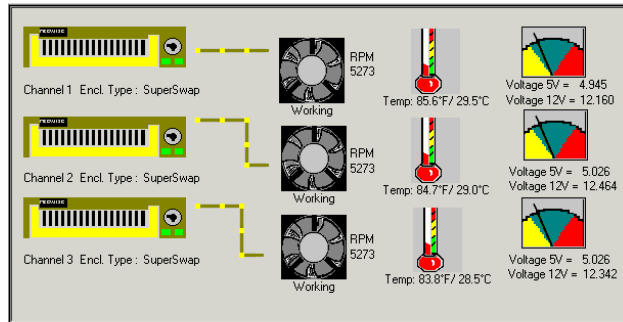 RPM
5273
Working
Channel 1 Encl. Type : SuperSwap
Temp: 85.6°F/ 29.5°C
Voltage 5V = 4.945
Voltage 12V = 12.160
RPM
5273
Working
Channel 2 Encl. Type : SuperSwap
Temp: 84.7°F/ 29.0°C
Voltage 5V = 5.026
Voltage 12V = 12.464
RPM
5273
Working
Channel 3 Encl. Type : SuperSwap
Temp: 83.8°F/ 28.5°C
Voltage 5V = 5.026
Voltage 12V = 12.342